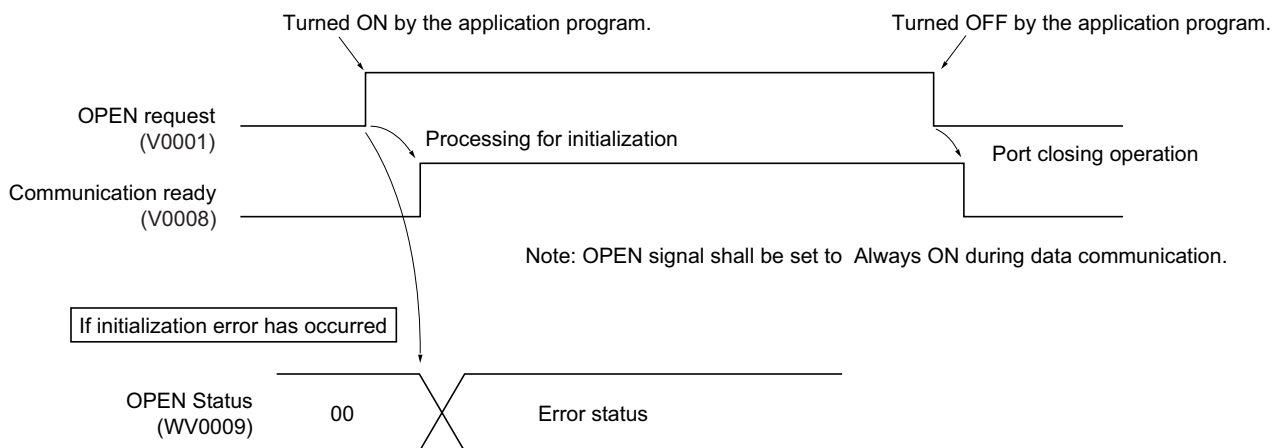 Turned ON by the application program.
Turned OFF by the application program.
OPEN request
(V0001)
Processing for initialization
Port closing operation
Communication ready
(V0008)
Note: OPEN signal shall be set to Always ON during data communication.
If initialization error has occurred
OPEN Status
(WV0009)
00
Error status